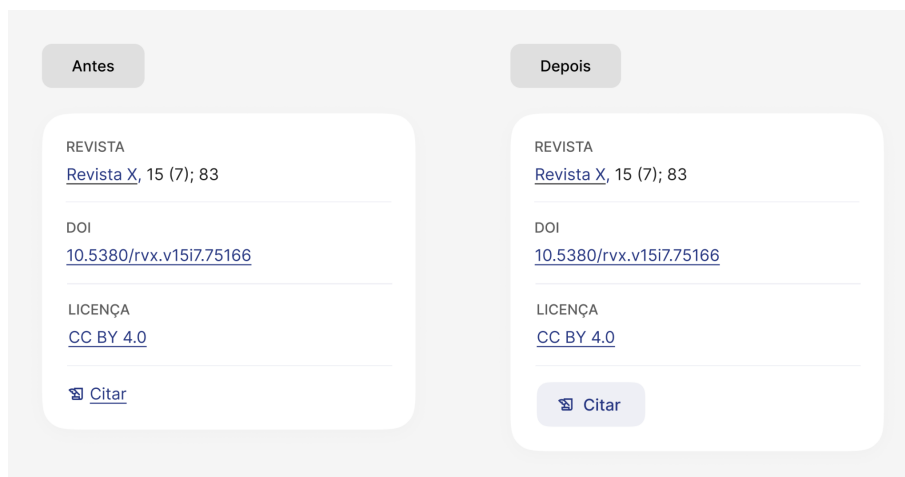 Antes
REVISTA
Revista X, 15 (7); 83
DOI
10.5380/rvx.v15i7.75166
LICENÇA
CC BY 4.0
Citar
Depois
REVISTA
Revista X, 15 (7); 83
DOI
10.5380/rvx.v15i7.75166
LICENÇA
CC BY 4.0
Citar